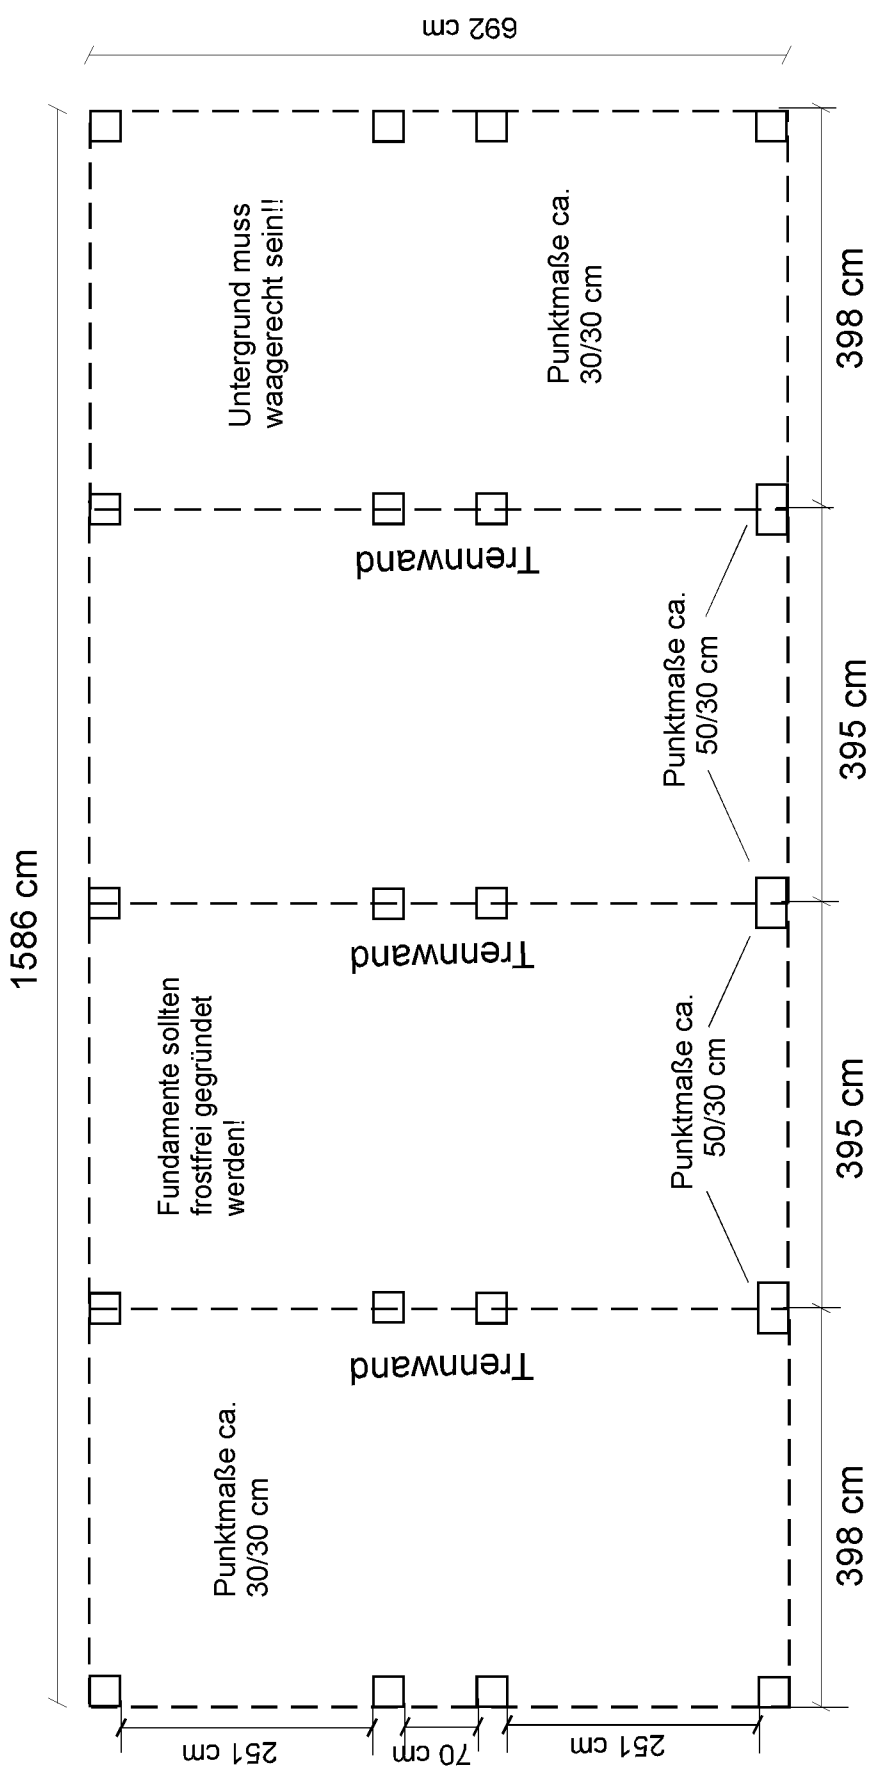 1586 cm
692 cm
Fundamente sollten
frostfrei gegründet
werden!
Untergrund muss
waagerecht sein!!
Punktmaße ca.
30/30 cm
Punktmaße ca.
30/30 cm
Trennwand
Trennwand
Trennwand
Punktmaße ca.
50/30 cm
Punktmaße ca.
50/30 cm
251 cm
70 cm
251 cm
398 cm
395 cm
395 cm
398 cm